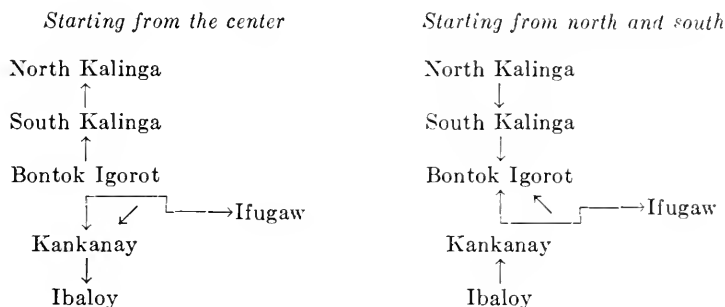 Starting from the center
North Kalinga
South Kalinga
Bontok Igorot
Ifugaw
Kankanay
Ibaloy
Starting from north and south
North Kalinga
South Kalinga
Bontok Igorot
Ifugaw
Kankanay
Ibaloy